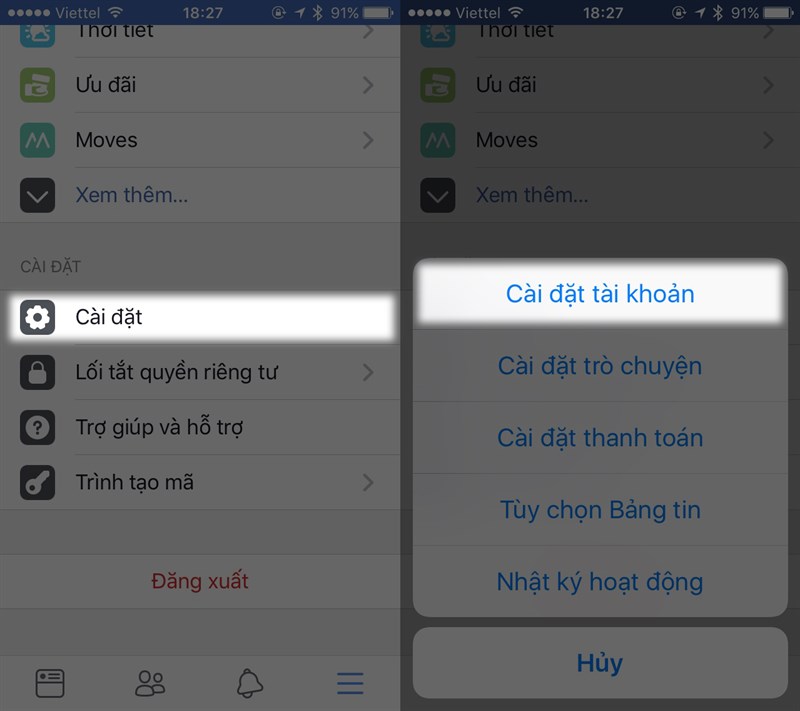 Viettel 18:27 91%
Thời tiết
Ưu đãi
Moves
Xem thêm...
CÀI ĐẶT
Cài đặt
Lối tắt quyền riêng tư
Trợ giúp và hỗ trợ
Trình tạo mã
Đăng xuất
Viettel 18:27 91%
Thời tiết
Ưu đãi
Moves
Xem thêm...
Cài đặt tài khoản
Cài đặt trò chuyện
Cài đặt thanh toán
Tùy chọn Bảng tin
Nhật ký hoạt động
Hủy